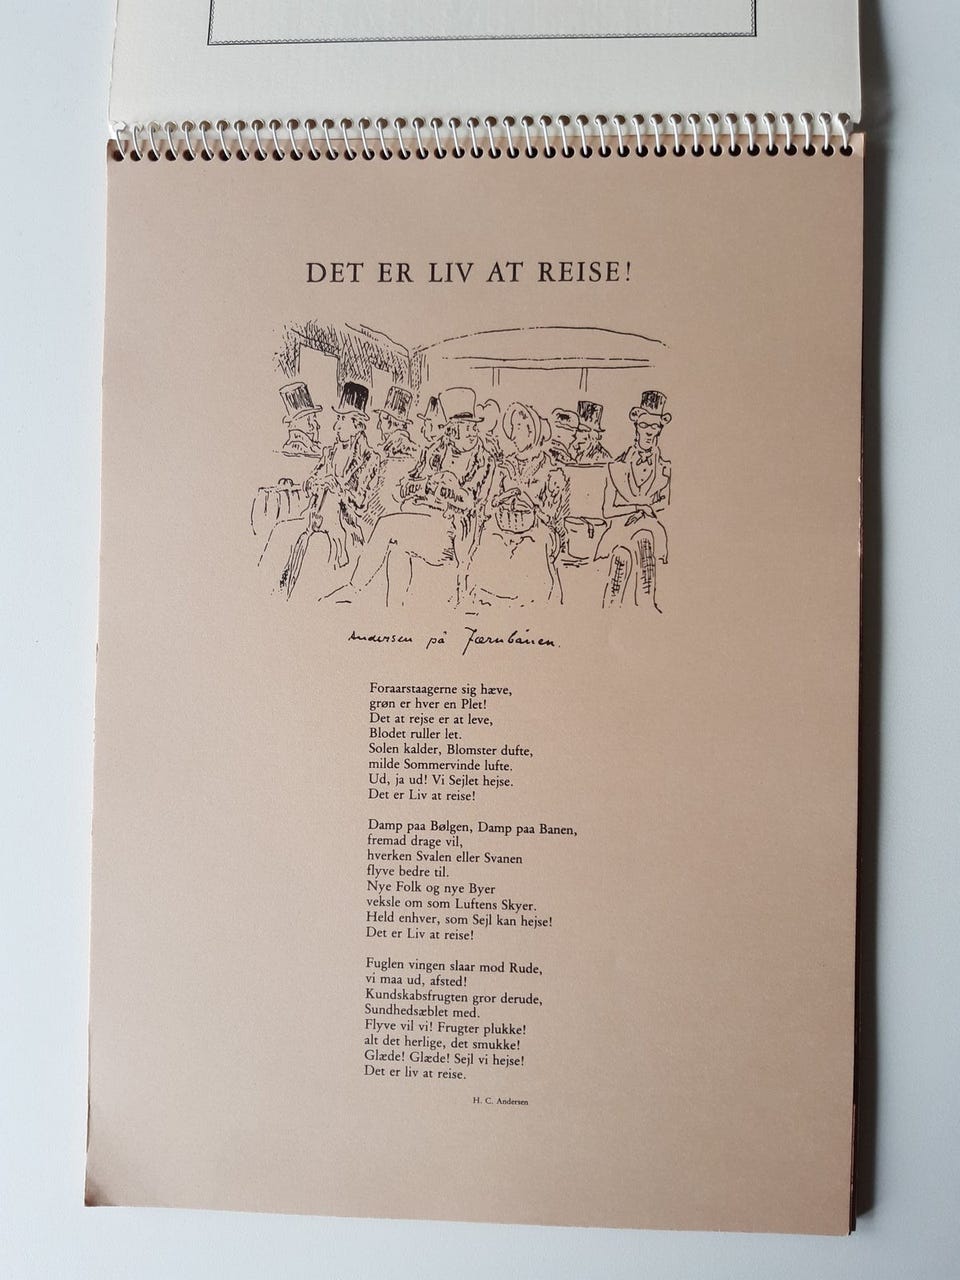 DET ER LIV AT REISE!
Andersen på Jærnbånen.
Foraarstaagerne sig hæve,
grøn er hver en Plet!
Det at rejse er at leve,
Blodet ruller let.
Solen kalder, Blomster dufte,
milde Sommervinde lufte.
Ud, ja ud! Vi Sejlet hejse.
Det er Liv at reise!
Damp paa Bølgen, Damp paa Banen,
fremad drage vil,
hverken Svalen eller Svanen
flyve bedre til.
Nye Folk og nye Byer
veksle om som Luftens Skyer.
Held enhver, som Sejl kan hejse!
Det er Liv at reise!
Fuglen vingen slaar mod Rude,
vi maa ud, afsted!
Kundskabsfrugten gror derude,
Sundhedsæblet med.
Flyve vil vi! Frugter plukke!
alt det herlige, det smukke!
Glæde! Glæde! Sejl vi hejse!
Det er liv at reise.
H. C. Andersen